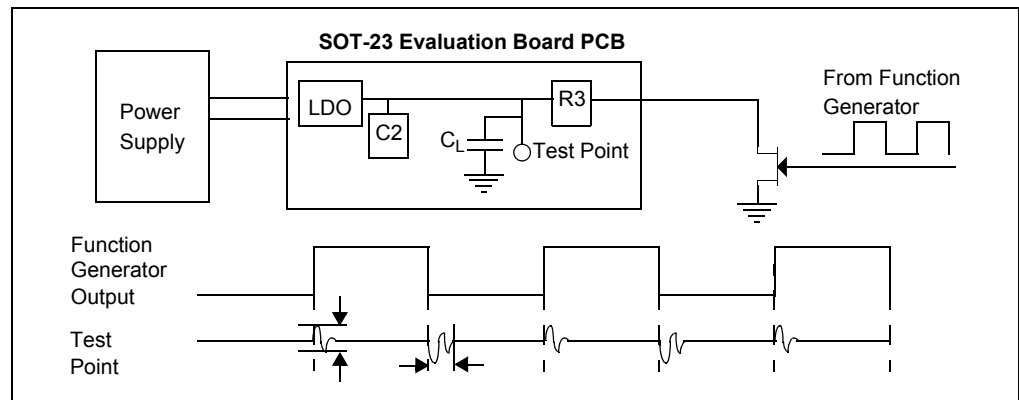 SOT-23 Evaluation Board PCB
Power
Supply
LDO
C2
CL
Test Point
R3
From Function
Generator
Function
Generator
Output
Test
Point